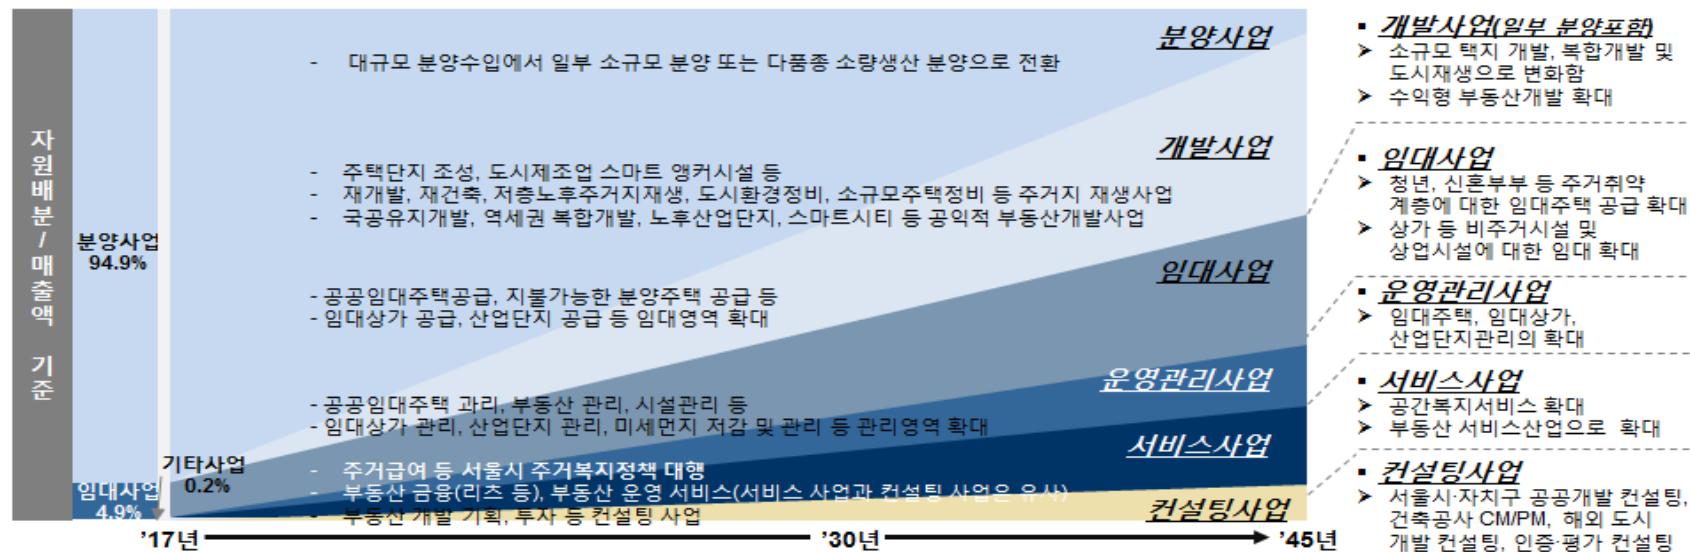 자원배분/매출액 기준
분양사업
94.9%
임대사업
4.9%
기타사업
0.2%
분양사업
- 대규모 분양수입에서 일부 소규모 분양 또는 다품종 소량생산 분양으로 전환
개발사업
- 주택단지 조성, 도시제조업 스마트 앵커시설 등
- 재개발, 재건축, 저층노후주거지재생, 도시환경정비, 소규모주택정비 등 주거지 재생사업
- 국공유지개발, 역세권 복합개발, 노후산업단지, 스마트시티 등 공익적 부동산개발사업
임대사업
- 공공임대주택공급, 지불가능한 분양주택 공급 등
- 임대상가 공급, 산업단지 공급 등 임대영역 확대
운영관리사업
- 공공임대주택 과리, 부동산 관리, 시설관리 등
- 임대상가 관리, 산업단지 관리, 미세먼지 저감 및 관리 등 관리영역 확대
서비스사업
- 주거급여 등 서울시 주거복지정책 대행
- 부동산 금융(리츠 등), 부동산 운영 서비스(서비스 사업과 컨설팅 사업은 유사)
- 부동산 개발 기획, 투자 등 컨설팅 사업
컨설팅사업
’17년
’30년
’45년
▪ 개발사업(일부 분양포함)
➤ 소규모 택지 개발, 복합개발 및
도시재생으로 변화함
➤ 수익형 부동산개발 확대
▪ 임대사업
➤ 청년, 신혼부부 등 주거취약
계층에 대한 임대주택 공급 확대
➤ 상가 등 비주거시설 및
상업시설에 대한 임대 확대
▪ 운영관리사업
➤ 임대주택, 임대상가,
산업단지관리의 확대
▪ 서비스사업
➤ 공간복지서비스 확대
➤ 부동산 서비스산업으로 확대
▪ 컨설팅사업
➤ 서울시·자치구 공공개발 컨설팅,
건축공사 CM/PM, 해외 도시
개발 컨설팅, 인증·평가 컨설팅